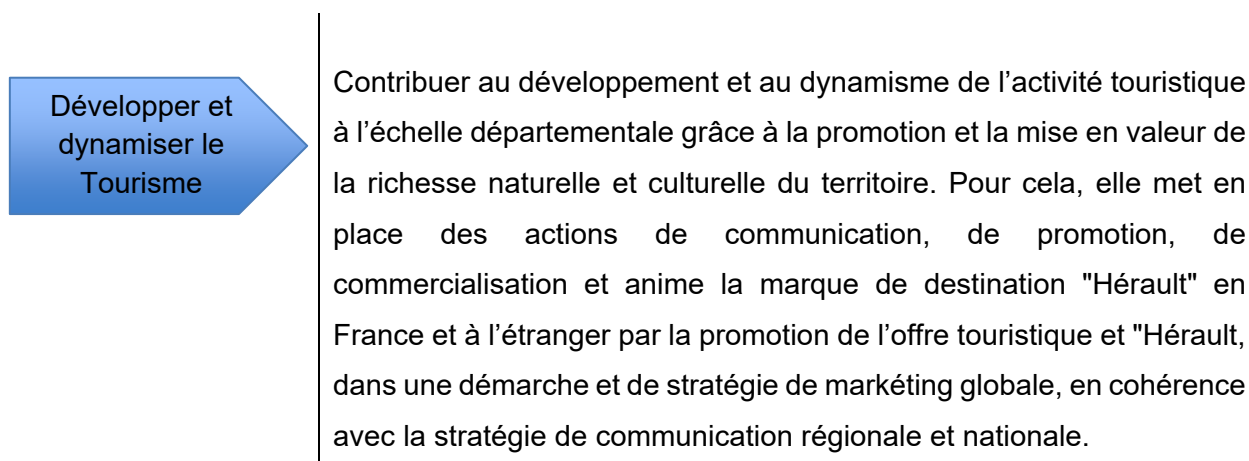 Développer et
dynamiser le
Tourisme
Contribuer au développement et au dynamisme de l’activité touristique
à l’échelle départementale grâce à la promotion et la mise en valeur de
la richesse naturelle et culturelle du territoire. Pour cela, elle met en
place des actions de communication, de promotion, de
commercialisation et anime la marque de destination "Hérault" en
France et à l’étranger par la promotion de l’offre touristique et "Hérault,
dans une démarche et de stratégie de markéting globale, en cohérence
avec la stratégie de communication régionale et nationale.